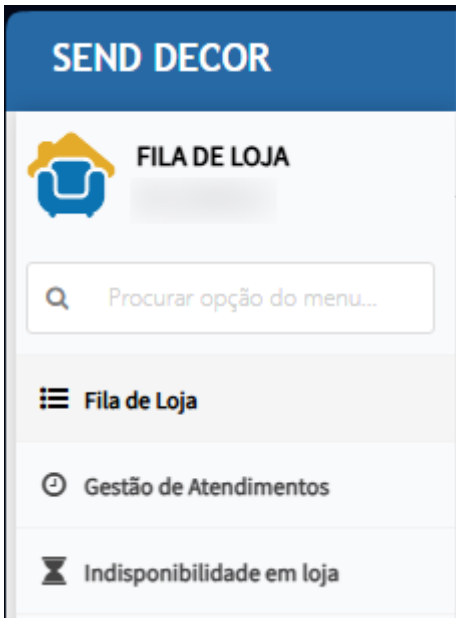 SEND DECOR
FILA DE LOJA
Procurar opção do menu...
Fila de Loja
Gestão de Atendimentos
Indisponibilidade em loja